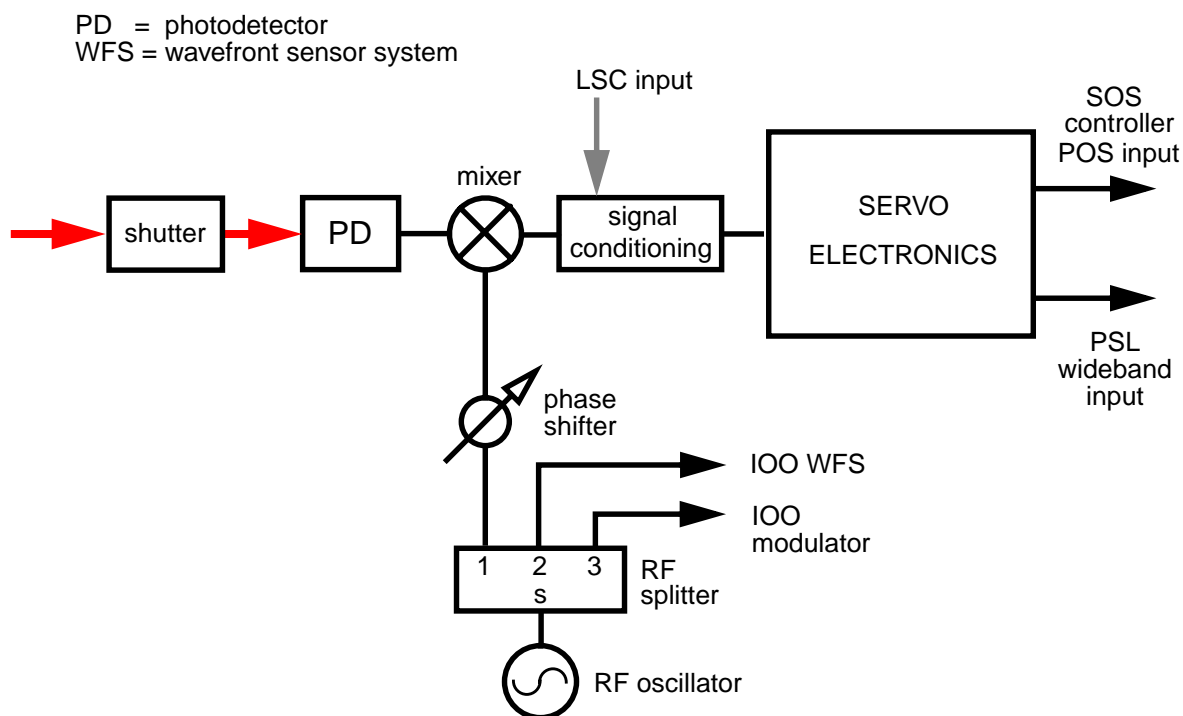 PD = photodetector
WFS = wavefront sensor system
LSC input
SOS
controller
POS input
mixer
shutter
PD
signal
conditioning
SERVO
ELECTRONICS
PSL
wideband
input
phase
shifter
IOO WFS
IOO
modulator
1 2 3
s
RF
splitter
RF oscillator